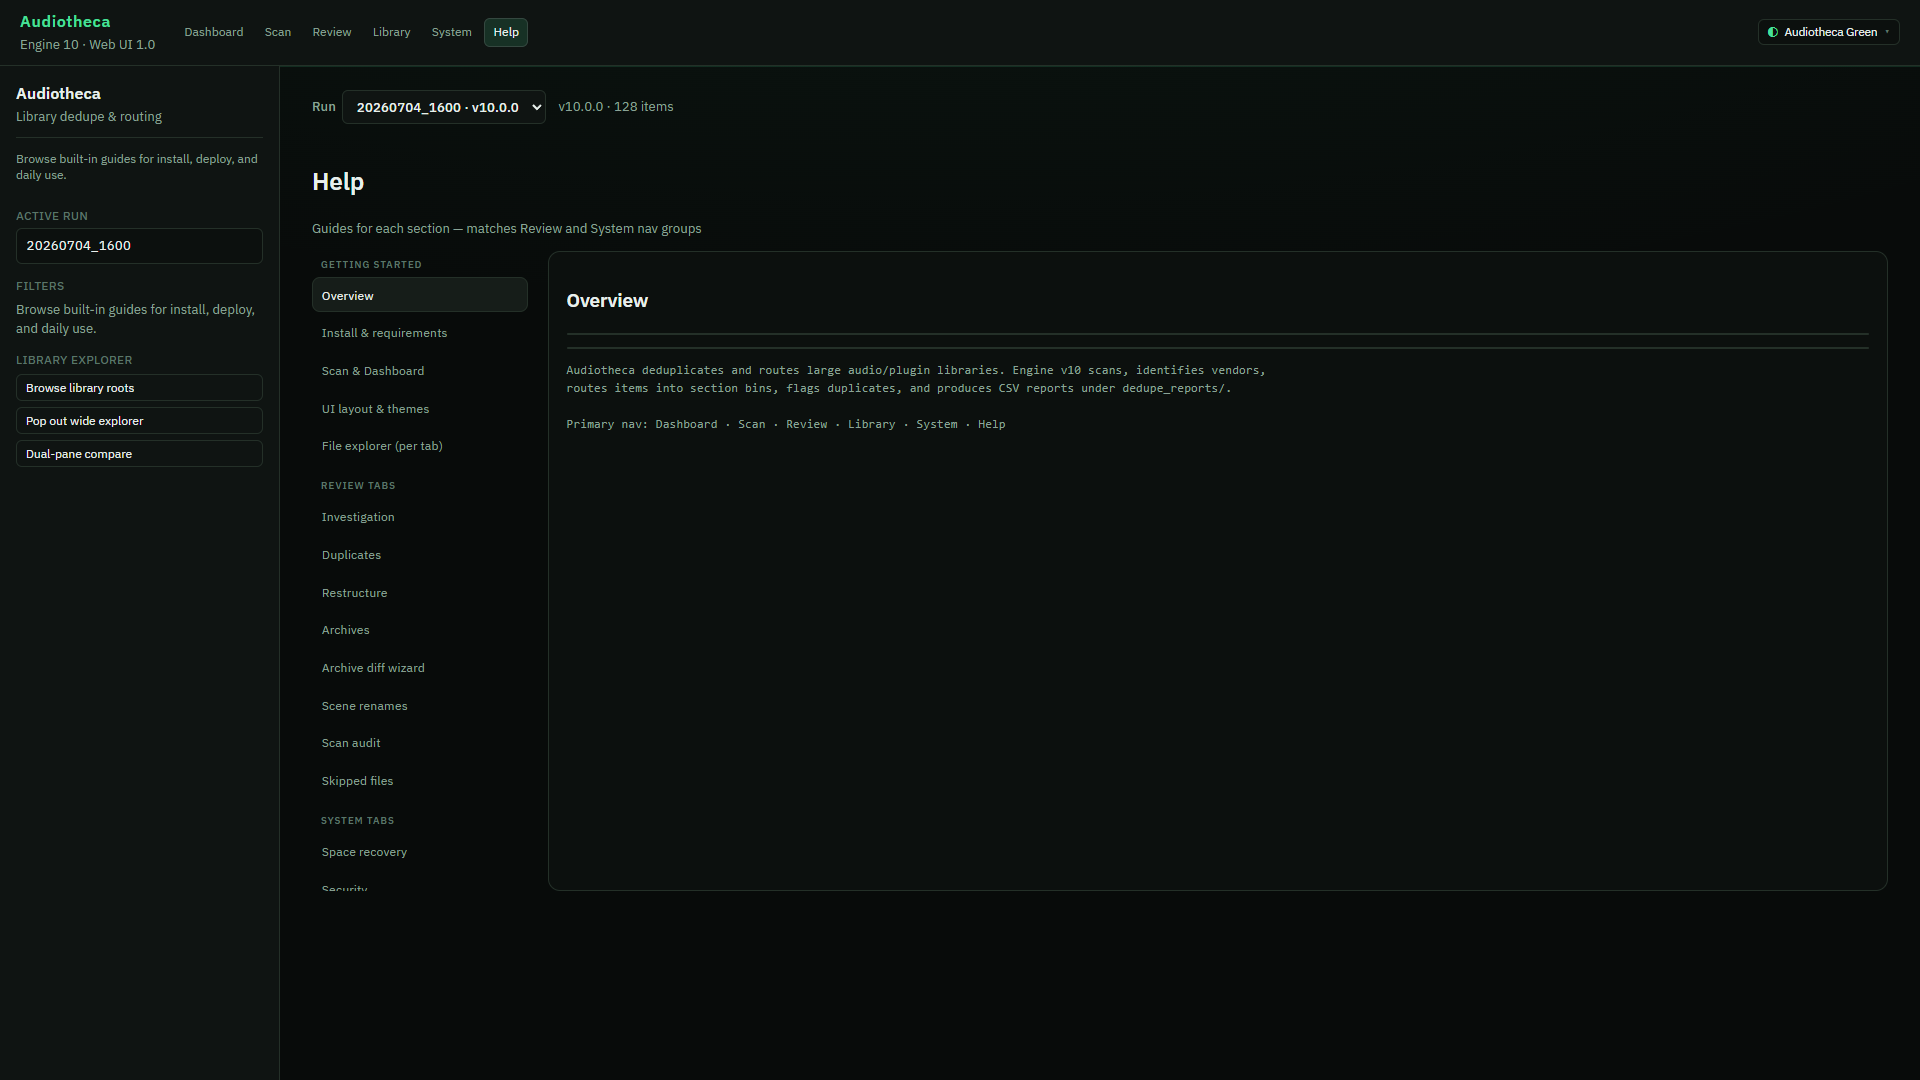 Audiotheca
Engine 10 · Web UI 1.0
Dashboard
Scan
Review
Library
System
Help
Audiotheca Green
Audiotheca
Library dedupe & routing
Browse built-in guides for install, deploy, and
daily use.
ACTIVE RUN
20260704_1600
FILTERS
Browse built-in guides for install, deploy,
and daily use.
LIBRARY EXPLORER
Browse library roots
Pop out wide explorer
Dual-pane compare
Run
20260704_1600 · v10.0.0
v10.0.0 · 128 items
Help
Guides for each section — matches Review and System nav groups
GETTING STARTED
Overview
Install & requirements
Scan & Dashboard
UI layout & themes
File explorer (per tab)
REVIEW TABS
Investigation
Duplicates
Restructure
Archives
Archive diff wizard
Scene renames
Scan audit
Skipped files
SYSTEM TABS
Space recovery
Security
Overview
Audiotheca deduplicates and routes large audio/plugin libraries. Engine v10 scans, identifies vendors,
routes items into section bins, flags duplicates, and produces CSV reports under dedupe_reports/.
Primary nav: Dashboard · Scan · Review · Library · System · Help